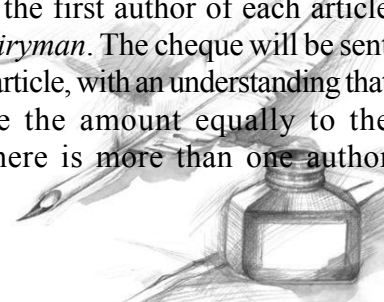 the first author of each article
iryman. The cheque will be sent
article, with an understanding that
e the amount equally to the
here is more than one author